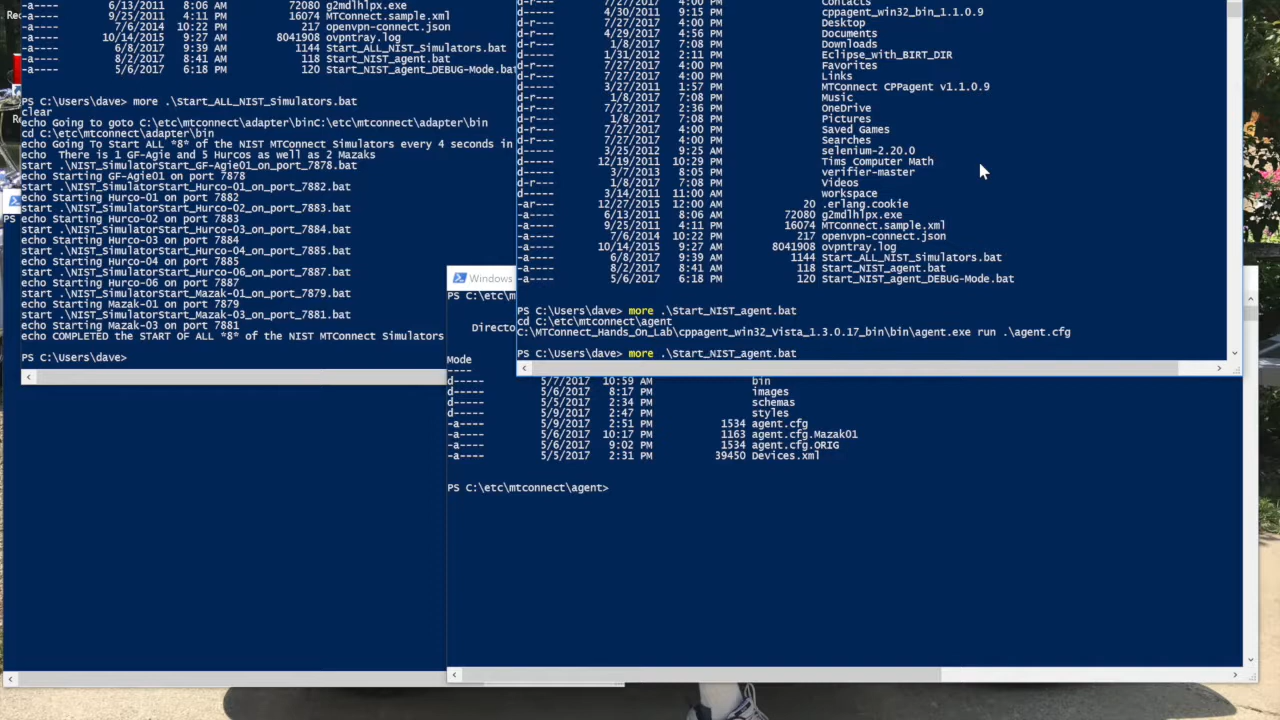 -a---- 6/13/2011 8:06 AM 72080 g2mdlhlpx.exe
-a---- 9/25/2011 4:11 PM 16074 MTConnect.sample.xml
-a---- 7/6/2014 10:22 PM 217 openvpn-connect.json
-a---- 10/14/2015 9:27 AM 8041908 ovpntray.log
-a---- 6/8/2017 9:39 AM 1144 Start_ALL_NIST_Simulators.bat
-a---- 8/2/2017 8:41 AM 118 Start_NIST_agent.bat
-a---- 5/6/2017 6:18 PM 120 Start_NIST_agent_DEBUG-Mode.bat
PS C:\Users\dave> more .\Start_ALL_NIST_Simulators.bat
clear
echo Going to goto C:\etc\mtconnect\adapter\binC:\etc\mtconnect\adapter\bin
cd C:\etc\mtconnect\adapter\bin
echo Going To Start ALL *8* of the NIST MTConnect Simulators every 4 seconds in
echo  There is 1 GF-Agie and 5 Hurcos as well as 2 Mazaks
start .\NIST_SimulatorStart_GF-Agie01_on_port_7878.bat
echo Starting GF-Agie01 on port 7878
start .\NIST_SimulatorStart_Hurco-01_on_port_7882.bat
echo Starting Hurco-01 on port 7882
start .\NIST_SimulatorStart_Hurco-02_on_port_7883.bat
echo Starting Hurco-02 on port 7883
start .\NIST_SimulatorStart_Hurco-03_on_port_7884.bat
echo Starting Hurco-03 on port 7884
start .\NIST_SimulatorStart_Hurco-04_on_port_7885.bat
echo Starting Hurco-04 on port 7885
start .\NIST_SimulatorStart_Hurco-06_on_port_7887.bat
echo Starting Hurco-06 on port 7887
start .\NIST_SimulatorStart_Mazak-01_on_port_7879.bat
echo Starting Mazak-01 on port 7879
start .\NIST_SimulatorStart_Mazak-03_on_port_7881.bat
echo Starting Mazak-03 on port 7881
echo COMPLETED the START OF ALL *8* of the NIST MTConnect Simulators
PS C:\Users\dave>
d-r--- 7/27/2017 4:00 PM Contacts
d----- 4/30/2011 9:15 PM cppagent_win32_bin_1.1.0.9
d-r--- 7/27/2017 4:00 PM Desktop
d-r--- 4/29/2017 4:56 PM Documents
d-r--- 1/8/2017 7:08 PM Downloads
d----- 1/31/2012 2:11 PM Eclipse_with_BIRT_DIR
d-r--- 7/27/2017 4:00 PM Favorites
d-r--- 7/27/2017 4:00 PM Links
d----- 3/27/2011 1:57 PM MTConnect CPPagent v1.1.0.9
d-r--- 1/8/2017 7:08 PM Music
d-r--- 7/27/2017 2:36 PM OneDrive
d-r--- 1/8/2017 7:08 PM Pictures
d-r--- 7/27/2017 4:00 PM Saved Games
d-r--- 7/27/2017 4:00 PM Searches
d----- 3/25/2012 9:25 PM selenium-2.20.0
d----- 12/19/2011 10:29 PM Tims Computer Math
d----- 3/7/2013 8:05 PM verifier-master
d-r--- 1/8/2017 7:08 PM Videos
d----- 3/14/2011 11:00 AM workspace
-ar--- 12/27/2015 12:00 AM 20 .erlang.cookie
-a---- 6/13/2011 8:06 AM 72080 g2mdlhlpx.exe
-a---- 9/25/2011 4:11 PM 16074 MTConnect.sample.xml
-a---- 7/6/2014 10:22 PM 217 openvpn-connect.json
-a---- 10/14/2015 9:27 AM 8041908 ovpntray.log
-a---- 6/8/2017 9:39 AM 1144 Start_ALL_NIST_Simulators.bat
-a---- 8/2/2017 8:41 AM 118 Start_NIST_agent.bat
-a---- 5/6/2017 6:18 PM 120 Start_NIST_agent_DEBUG-Mode.bat
PS C:\Users\dave> more .\Start_NIST_agent.bat
cd C:\etc\mtconnect\agent
C:\MTConnect_Hands_On_Lab\cppagent_win32_Vista_1.3.0.17_bin\bin\agent.exe run .\agent.cfg
PS C:\Users\dave> more .\Start_NIST_agent.bat
Windows
PS C:\etc\m
Directo
Mode
----
d----- 5/7/2017 10:59 AM bin
d----- 5/6/2017 8:17 PM images
d----- 5/5/2017 2:34 PM schemas
d----- 5/9/2017 2:47 PM styles
-a---- 5/9/2017 2:51 PM 1534 agent.cfg
-a---- 5/6/2017 10:17 PM 1163 agent.cfg.Mazak01
-a---- 5/6/2017 9:02 PM 1534 agent.cfg.ORIG
-a---- 5/5/2017 2:31 PM 39450 Devices.xml
PS C:\etc\mtconnect\agent>
PS